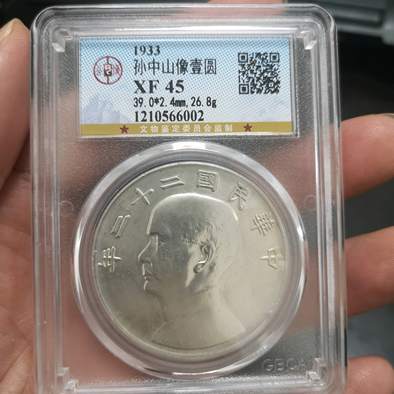 1933
孙中山像壹圆
XF 45
39.0*2.4mm,26.8g
1210566002
★ 文物鉴定委员会监制 ★
年二十二國民華中
GBCA